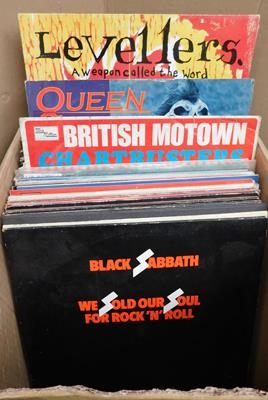 Levellers.
A weapon called the Word
QUEEN
BRITISH MOTOWN
CHARTBUSTERS
BLACK SABBATH
WE SOLD OUR SOUL
FOR ROCK 'N' ROLL